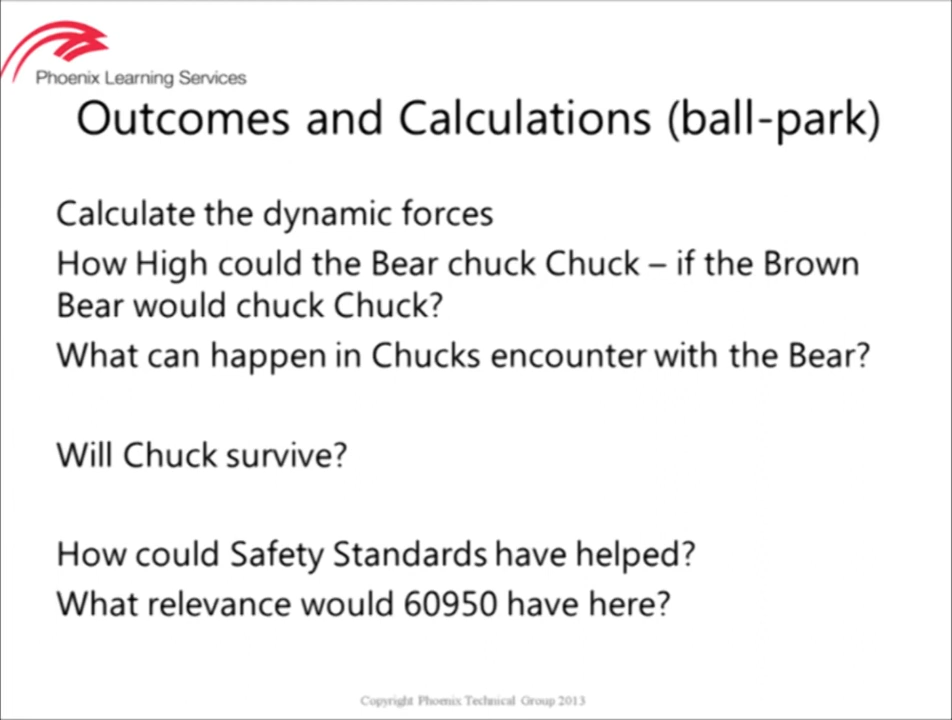 Phoenix Learning Services
Outcomes and Calculations (ball-park)
Calculate the dynamic forces
How High could the Bear chuck Chuck – if the Brown
Bear would chuck Chuck?
What can happen in Chucks encounter with the Bear?
Will Chuck survive?
How could Safety Standards have helped?
What relevance would 60950 have here?
Copyright Phoenix Technical Group 2013